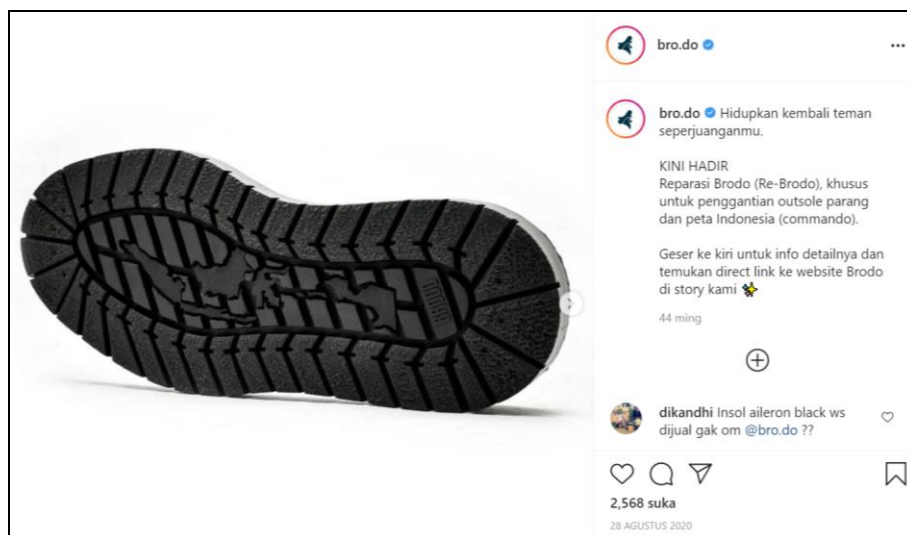 bro.do
bro.do Hidupkan kembali teman
seperjuanganmu.
KINI HADIR
Reparasi Brodo (Re-Brodo), khusus
untuk penggantian outsole parang
dan peta Indonesia (commando).
Geser ke kiri untuk info detailnya dan
temukan direct link ke website Brodo
di story kami ✨
44 ming
dikandhi Insol aileron black ws
dijual gak om @bro.do ??
2,568 suka
28 AGUSTUS 2020